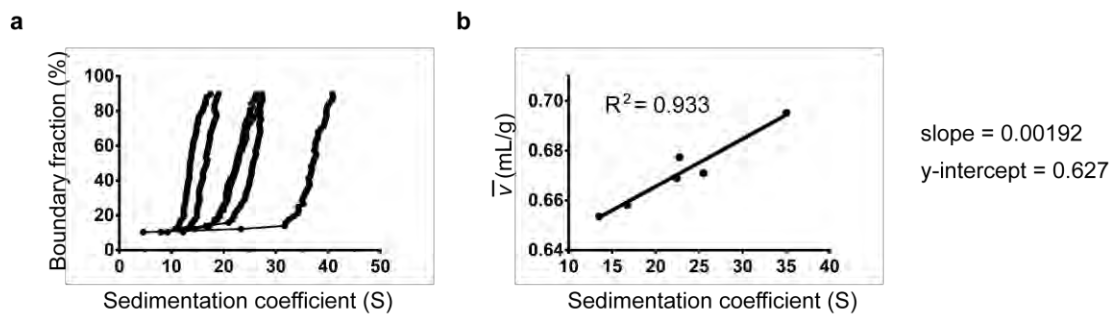 a
Boundary fraction (%)
100
80
60
40
20
0
0 10 20 30 40 50
Sedimentation coefficient (S)
b
v̅ (mL/g)
R² = 0.933
0.70
0.68
0.66
0.64
10 15 20 25 30 35 40
Sedimentation coefficient (S)
slope = 0.00192
y-intercept = 0.627